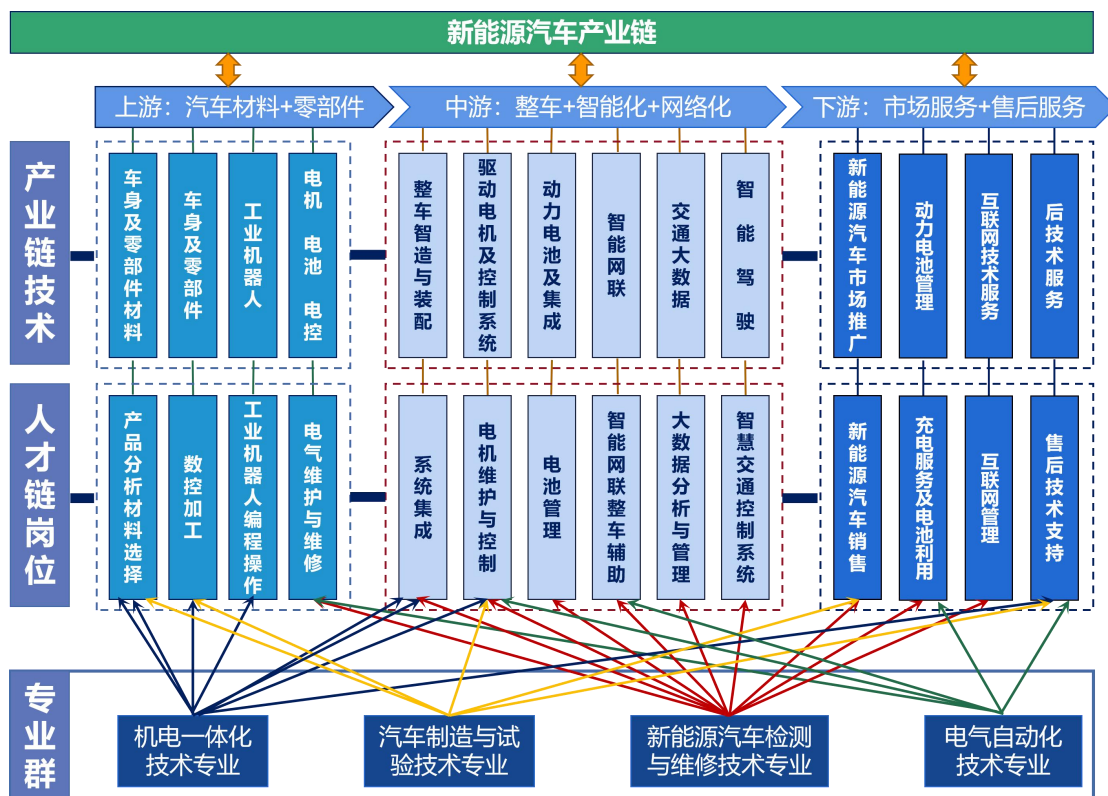 新能源汽车产业链
上游：汽车材料+零部件
中游：整车+智能化+网络化
下游：市场服务+售后服务
产业链技术
车身及零部件材料
车身及零部件
工业机器人
电机 电池 电控
整车智造与装配
驱动电机及控制系统
动力电池及集成
智能网联
交通大数据
智能驾驶
新能源汽车市场推广
动力电池管理
互联网技术服务
后技术服务
人才链岗位
产品分析材料选择
数控加工
工业机器人编程操作
电气维护与维修
系统集成
电机维护与控制
电池管理
智能网联整车辅助
大数据分析与管理
智慧交通控制系统
新能源汽车销售
充电服务及电池利用
互联网管理
售后技术支持
专业群
机电一体化
技术专业
汽车制造与试
验技术专业
新能源汽车检测
与维修技术专业
电气自动化
技术专业